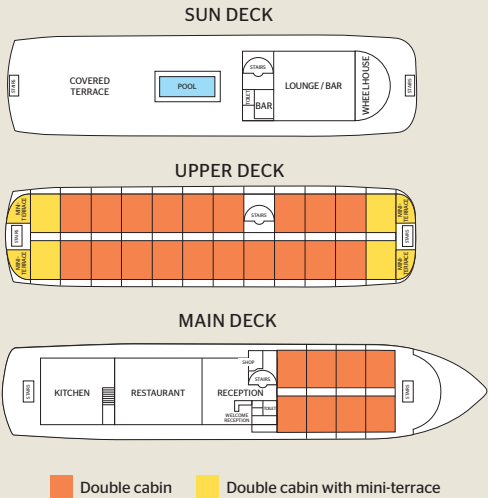 SUN DECK
STAIRS
COVERED
TERRACE
POOL
STAIRS
TOILET
BAR
LOUNGE / BAR
WHEELHOUSE
STAIRS
UPPER DECK
MINI-
TERRACE
STAIRS
MINI-
TERRACE
STAIRS
MINI-
TERRACE
STAIRS
MINI-
TERRACE
MAIN DECK
STAIRS
KITCHEN
RESTAURANT
RECEPTION
SHOP
STAIRS
TOILET
WELCOME
RECEPTION
STAIRS
Double cabin
Double cabin with mini-terrace